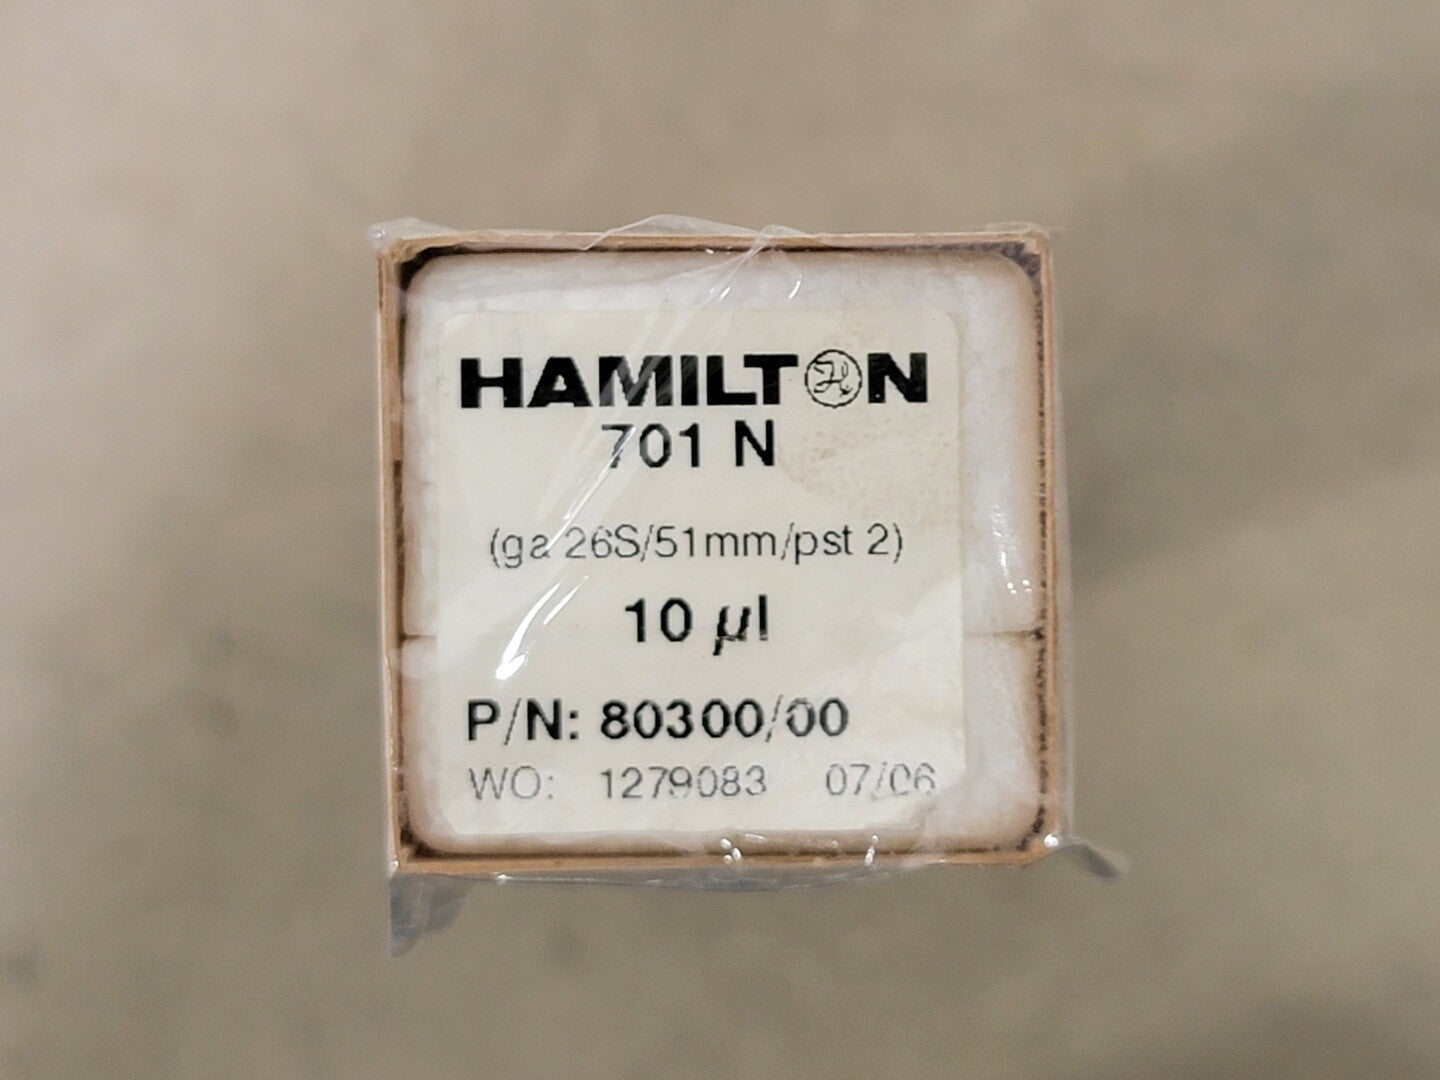 HAMILTON
701 N
(ga 26S/51mm/pst 2)
10 µl
P/N: 80300/00
WO: 1279083 07/06